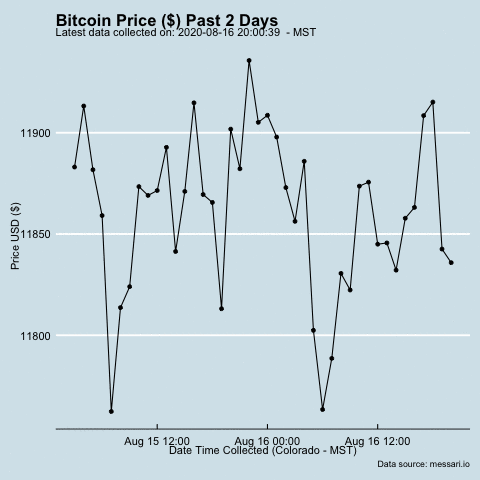 Bitcoin Price ($) Past 2 Days
Latest data collected on: 2020-08-16 20:00:39  - MST
Price USD ($)
11900
11850
11800
Aug 15 12:00
Aug 16 00:00
Aug 16 12:00
Date Time Collected (Colorado - MST)
Data source: messari.io